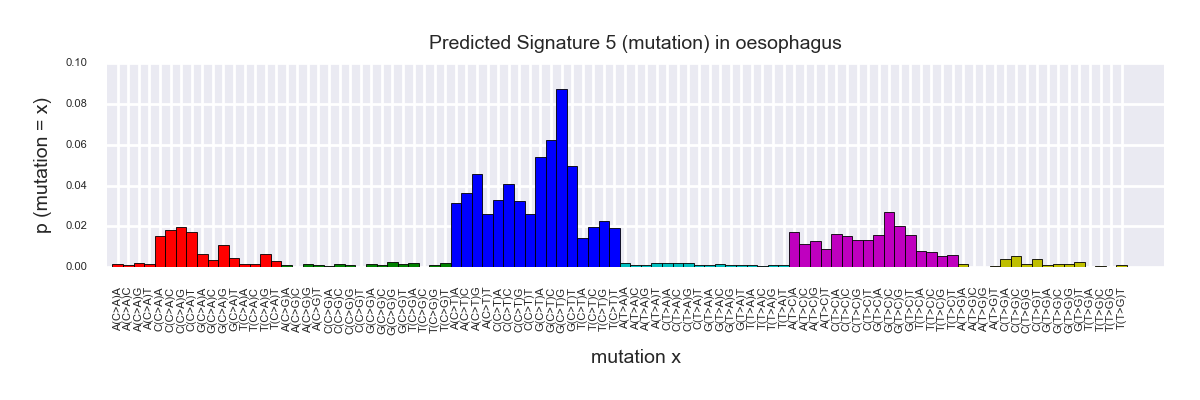 Predicted Signature 5 (mutation) in oesophagus
p (mutation = x)
0.10
0.08
0.06
0.04
0.02
0.00
A(C>A)A
A(C>A)C
A(C>A)G
A(C>A)T
C(C>A)A
C(C>A)C
C(C>A)G
C(C>A)T
G(C>A)A
G(C>A)C
G(C>A)G
G(C>A)T
T(C>A)A
T(C>A)C
T(C>A)G
T(C>A)T
A(C>G)A
A(C>G)C
A(C>G)G
A(C>G)T
C(C>G)A
C(C>G)C
C(C>G)G
C(C>G)T
G(C>G)A
G(C>G)C
G(C>G)G
G(C>G)T
T(C>G)A
T(C>G)C
T(C>G)G
T(C>G)T
A(C>T)A
A(C>T)C
A(C>T)G
A(C>T)T
C(C>T)A
C(C>T)C
C(C>T)G
C(C>T)T
G(C>T)A
G(C>T)C
G(C>T)G
G(C>T)T
T(C>T)A
T(C>T)C
T(C>T)G
T(C>T)T
A(T>A)A
A(T>A)C
A(T>A)G
A(T>A)T
C(T>A)A
C(T>A)C
C(T>A)G
C(T>A)T
G(T>A)A
G(T>A)C
G(T>A)G
G(T>A)T
T(T>A)A
T(T>A)C
T(T>A)G
T(T>A)T
A(T>C)A
A(T>C)C
A(T>C)G
A(T>C)T
C(T>C)A
C(T>C)C
C(T>C)G
C(T>C)T
G(T>C)A
G(T>C)C
G(T>C)G
G(T>C)T
T(T>C)A
T(T>C)C
T(T>C)G
T(T>C)T
A(T>G)A
A(T>G)C
A(T>G)G
A(T>G)T
C(T>G)A
C(T>G)C
C(T>G)G
C(T>G)T
G(T>G)A
G(T>G)C
G(T>G)G
G(T>G)T
T(T>G)A
T(T>G)C
T(T>G)G
T(T>G)T
mutation x